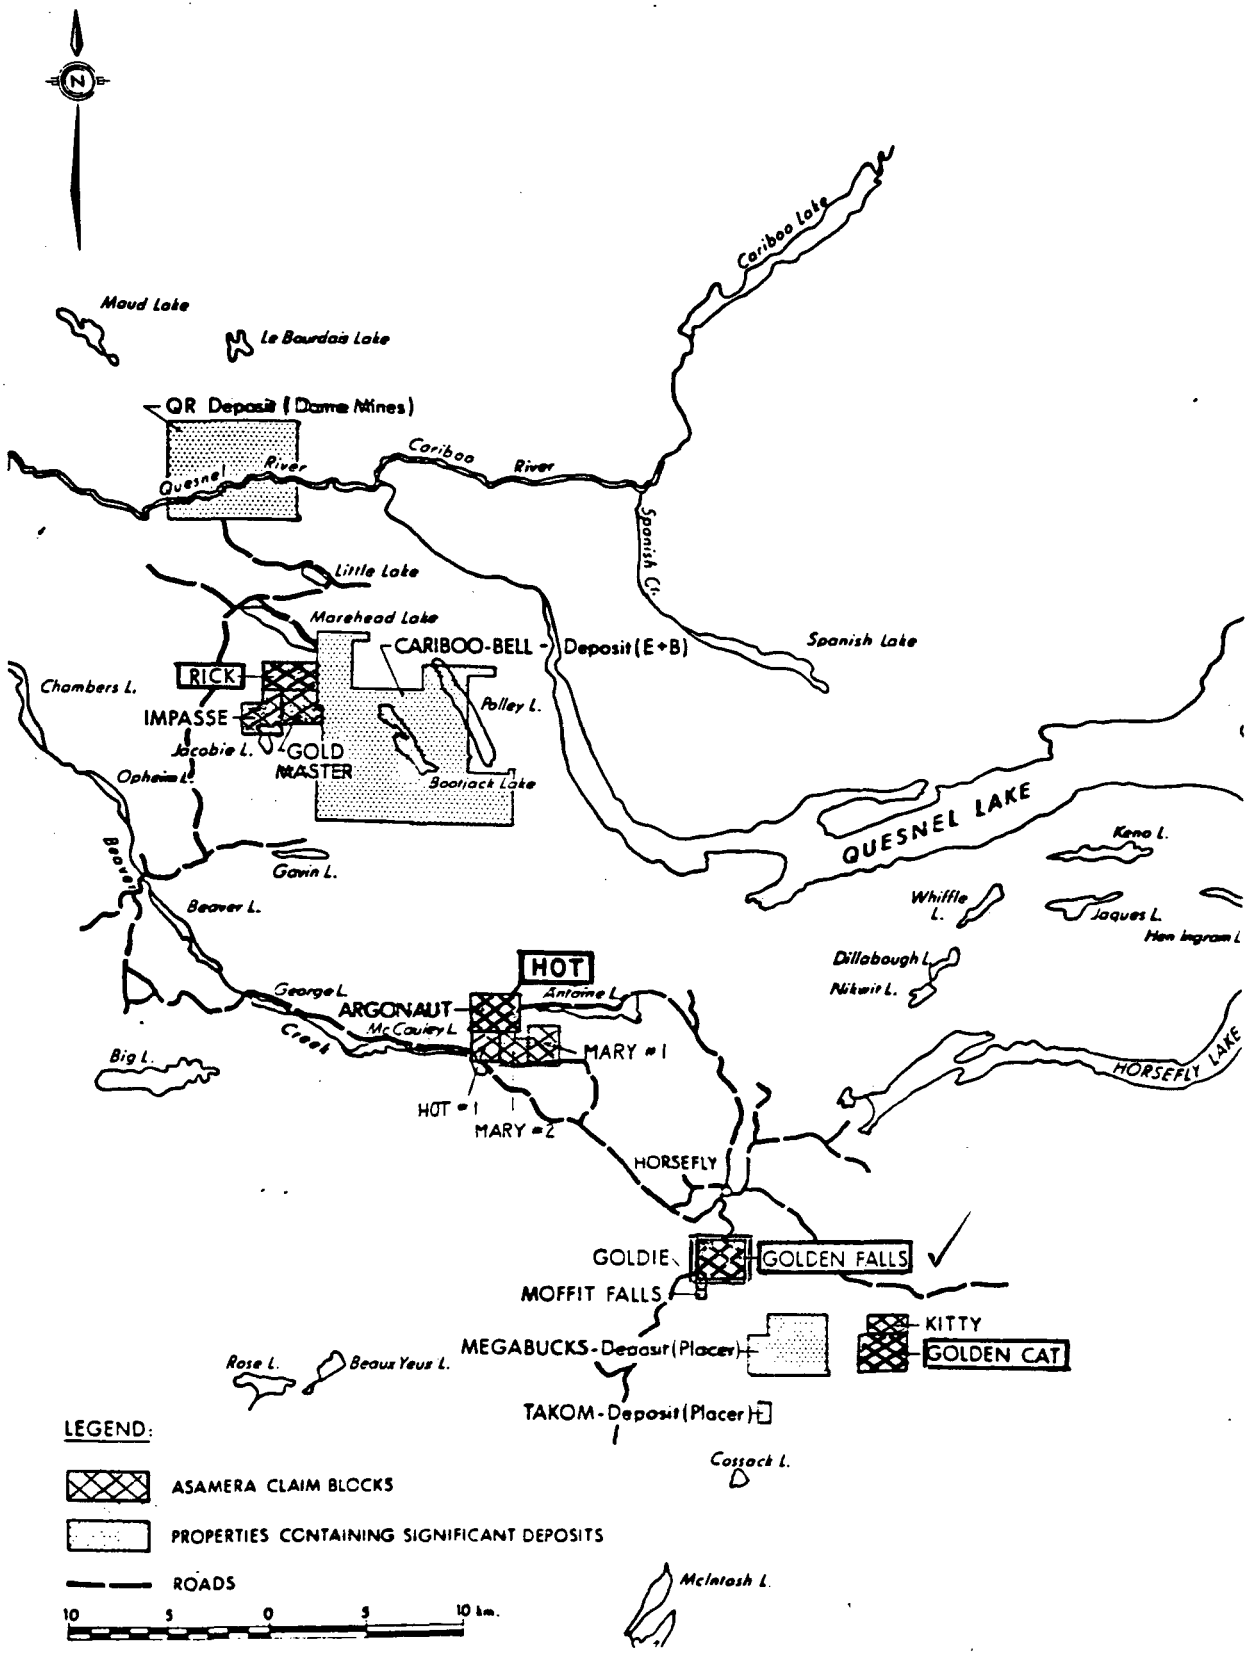 N
Cariboo Lake
Maud Lake
Le Bourdais Lake
QR Deposit (Dome Mines)
Quesnel River
Cariboo River
Spanish Cr.
Little Lake
Morehead Lake
Spanish Lake
CARIBOO-BELL - Deposit (E+B)
RICK
Chambers L.
Polley L.
IMPASSE
Jacobie L.
GOLD
MASTER
Opheim L.
Bootjack Lake
QUESNEL LAKE
Keno L.
Beaver
Gavin L.
Whiffle
L.
Beaver L.
Jaques L.
Hen Ingram L
Dillabough L.
HOT
Nikwit L.
George L.
Antoine L.
ARGONAUT
McCauley L.
Creek
Big L.
MARY #1
HORSEFLY LAKE
HOT #1
MARY #2
HORSEFLY
GOLDIE
GOLDEN FALLS
MOFFIT FALLS
KITTY
MEGABUCKS-Deposit (Placer)
GOLDEN CAT
Rose L.
Beaux Yeux L.
TAKOM-Deposit (Placer)
LEGEND:
Cossack L.
ASAMERA CLAIM BLOCKS
PROPERTIES CONTAINING SIGNIFICANT DEPOSITS
McIntosh L.
ROADS
10 5 0 5 10 km.